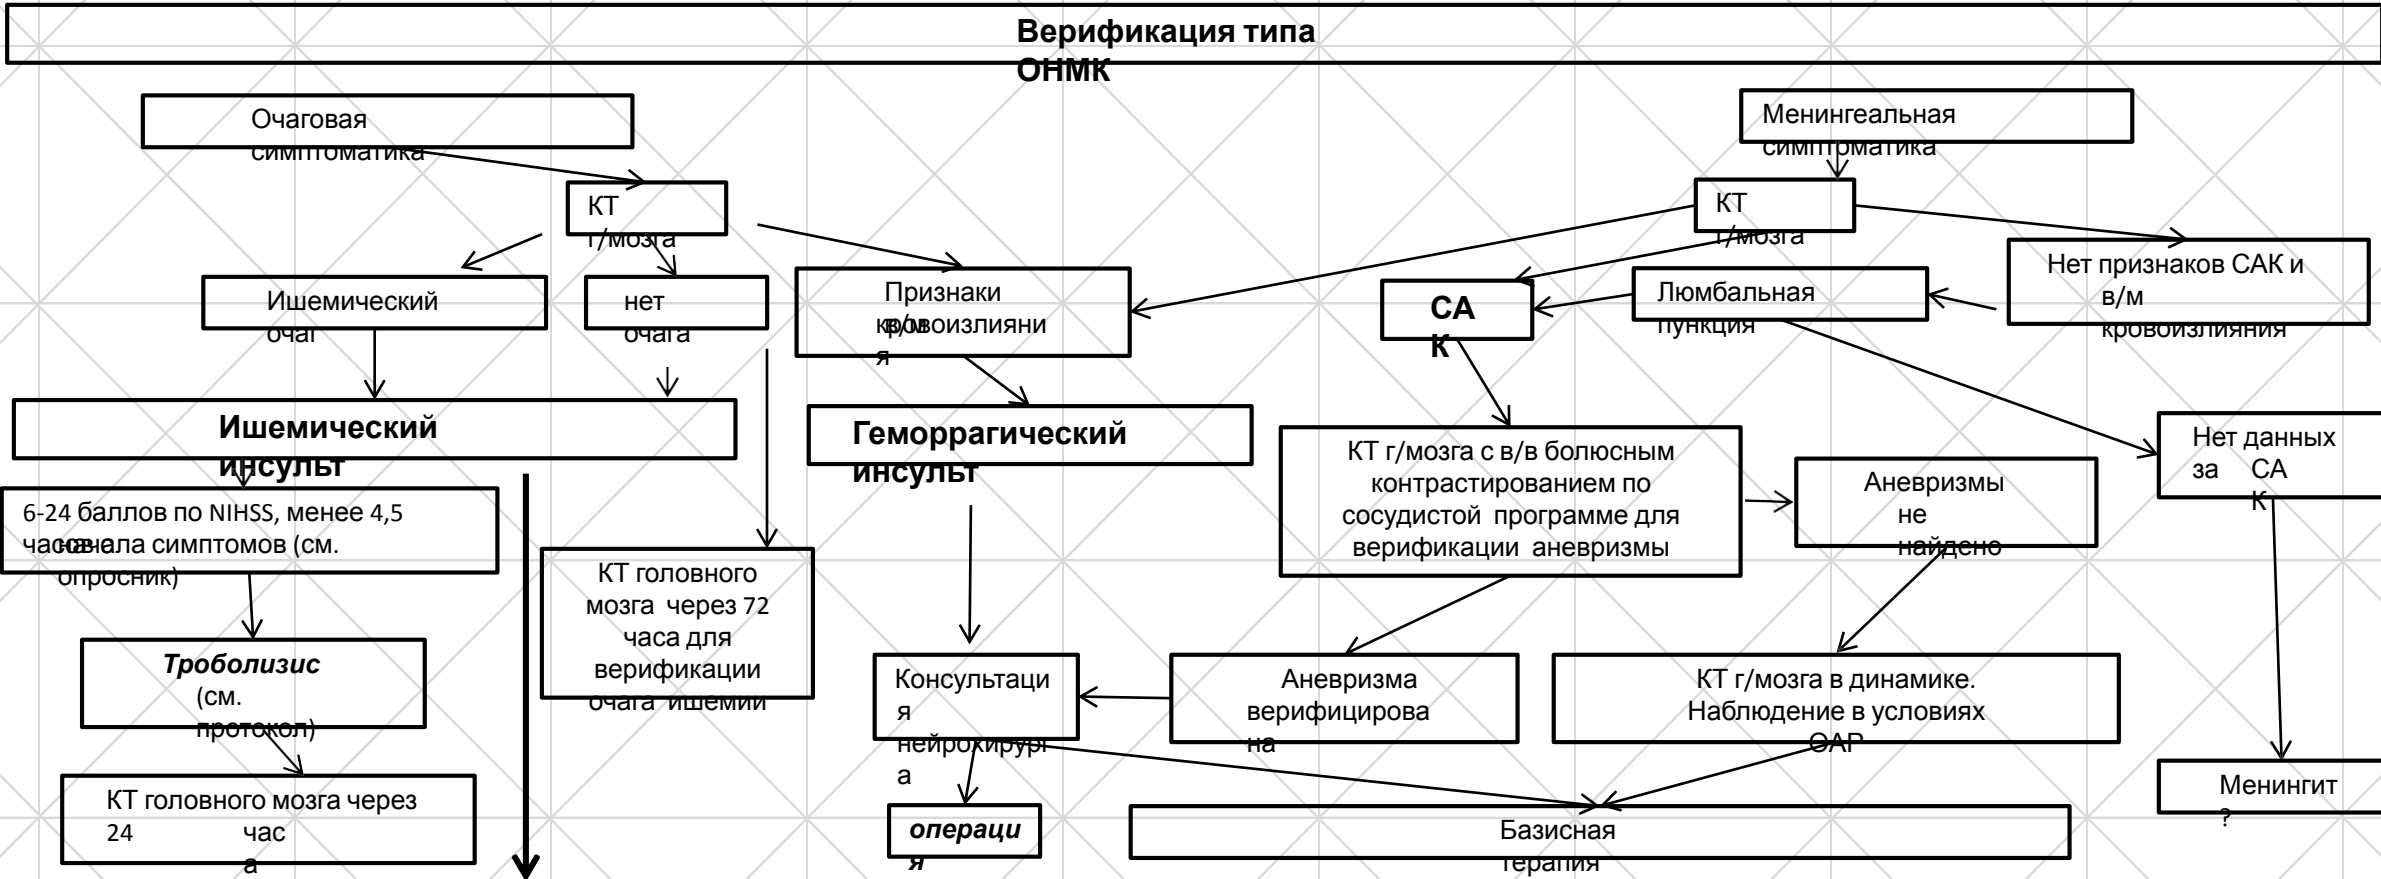 Верификация типа
ОНМК
Очаговая
симптоматика
Менингеальная
симптоматика
КТ
г/мозга
КТ
г/мозга
Ишемический
очаг
нет
очага
Признаки
в/м
кровоизлияни
я
СА
К
Люмбальная
пункция
Нет признаков САК и
в/м
кровоизлияния
Ишемический
инсульт
Геморрагический
инсульт
КТ г/мозга с в/в болюсным
контрастированием по
сосудистой программе для
верификации аневризмы
Аневризмы
не
найдено
Нет данных
за СА
К
6-24 баллов по NIHSS, менее 4,5
часов с
начала симптомов (см.
опросник)
КТ головного
мозга через 72
часа для
верификации
очага ишемии
Троболизис
(см.
протокол)
Консультаци
я
нейрохирург
а
Аневризма
верифицирова
на
КТ г/мозга в динамике.
Наблюдение в условиях
ОАР
Менингит
?
КТ головного мозга через
24 час
а
операци
я
Базисная
терапия